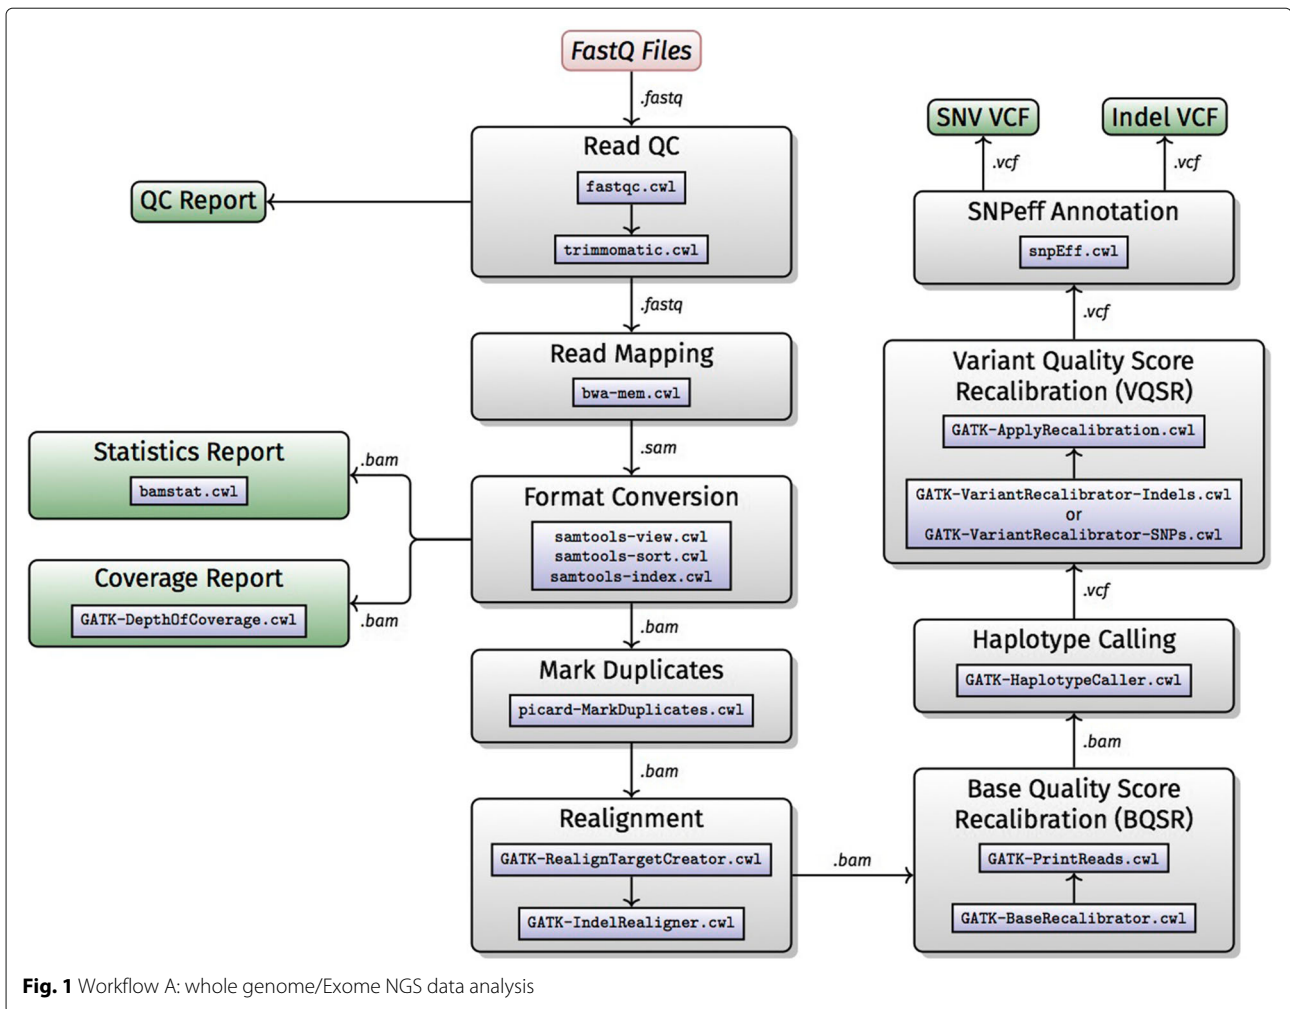 FastQ Files
.fastq
Read QC
fastqc.cwl
trimmomatic.cwl
QC Report
.fastq
Read Mapping
bwa-mem.cwl
.sam
Format Conversion
samtools-view.cwl
samtools-sort.cwl
samtools-index.cwl
.bam
Statistics Report
bamstat.cwl
.bam
Coverage Report
GATK-DepthOfCoverage.cwl
.bam
Mark Duplicates
picard-MarkDuplicates.cwl
.bam
Realignment
GATK-RealignTargetCreator.cwl
GATK-IndelRealigner.cwl
.bam
Base Quality Score
Recalibration (BQSR)
GATK-PrintReads.cwl
GATK-BaseRecalibrator.cwl
.bam
Haplotype Calling
GATK-HaplotypeCaller.cwl
.vcf
Variant Quality Score
Recalibration (VQSR)
GATK-ApplyRecalibration.cwl
GATK-VariantRecalibrator-Indels.cwl
or
GATK-VariantRecalibrator-SNPs.cwl
.vcf
SNPeff Annotation
snpEff.cwl
.vcf
.vcf
SNV VCF
Indel VCF
Fig. 1 Workflow A: whole genome/Exome NGS data analysis